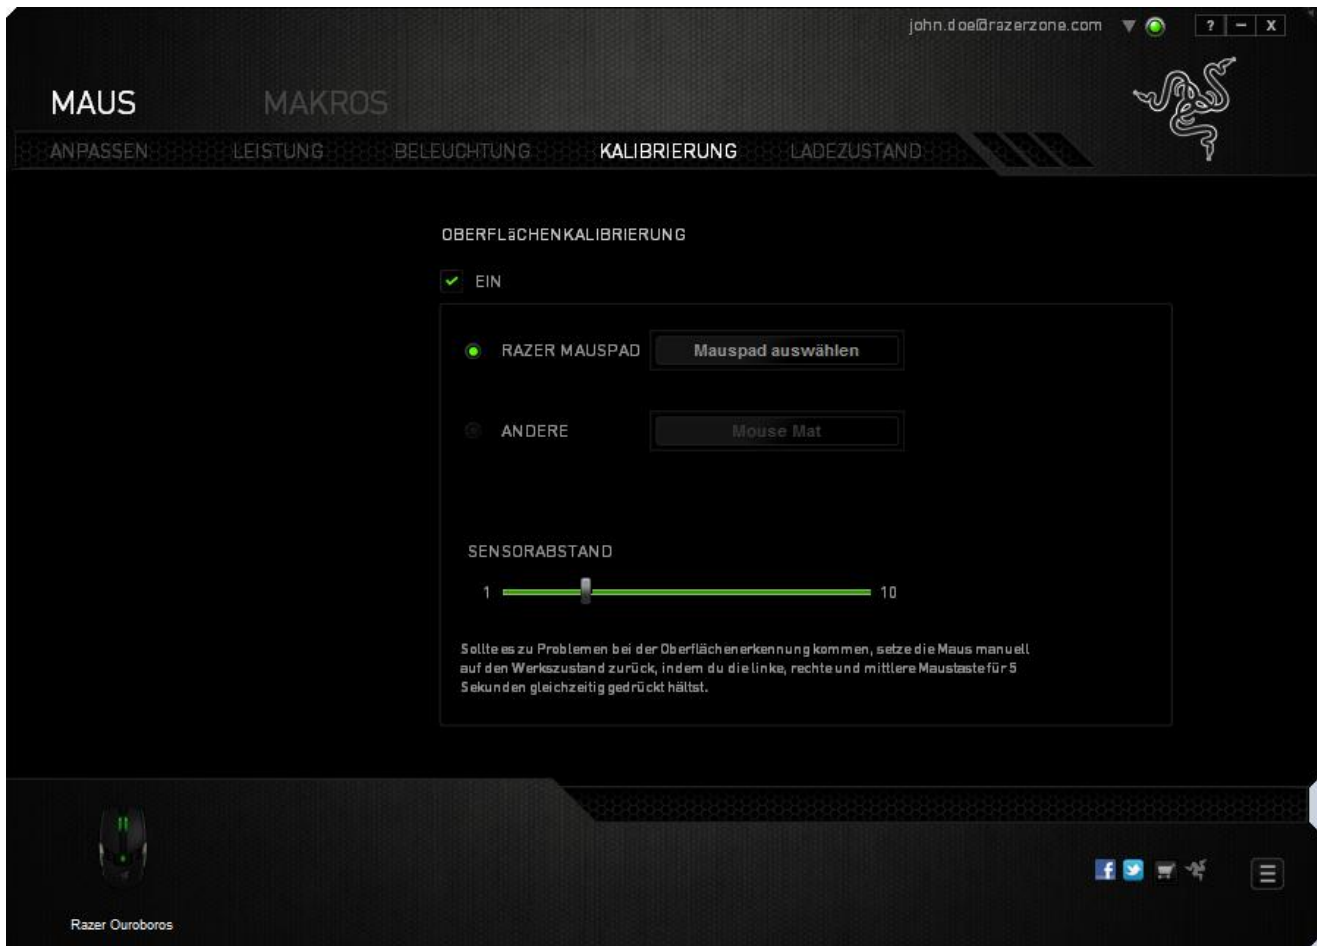 john.doe@razerzone.com
? – X
MAUS MAKROS
ANPASSEN LEISTUNG BELEUCHTUNG KALIBRIERUNG LADEZUSTAND
OBERFLäCHENKALIBRIERUNG
EIN
RAZER MAUSPAD Mauspad auswählen
ANDERE Mouse Mat
SENSORABSTAND
1 10
Sollte es zu Problemen bei der Oberflächenerkennung kommen, setze die Maus manuell
auf den Werkszustand zurück, indem du die linke, rechte und mittlere Maustaste für 5
Sekunden gleichzeitig gedrückt hältst.
Razer Ouroboros